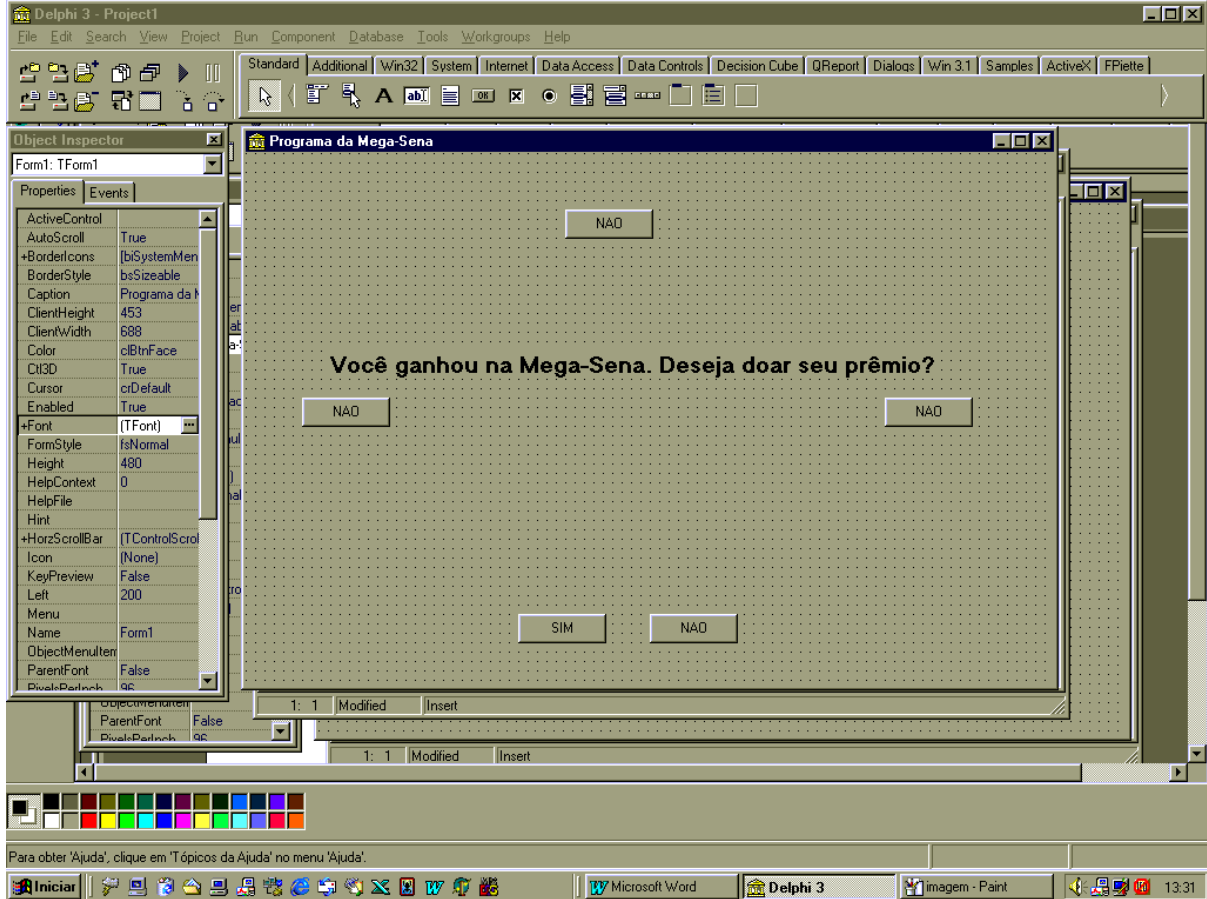 Delphi 3 - Project1
File Edit Search View Project Run Component Database Tools Workgroups Help
Standard Additional Win32 System Internet Data Access Data Controls Decision Cube QReport Dialogs Win 3.1 Samples ActiveX FPiette
A ab OK
Object Inspector
Form1: TForm1
Properties Events
ActiveControl
AutoScroll True
+BorderIcons [biSystemMen
BorderStyle bsSizeable
Caption Programa da M
ClientHeight 453
ClientWidth 688
Color clBtnFace
Ctl3D True
Cursor crDefault
Enabled True
+Font (TFont) ...
FormStyle fsNormal
Height 480
HelpContext 0
HelpFile
Hint
+HorzScrollBar (TControlScrol
Icon (None)
KeyPreview False
Left 200
Menu
Name Form1
ObjectMenuItem
ParentFont False
PixelsPerInch 96
Programa da Mega-Sena
NAO
Você ganhou na Mega-Sena. Deseja doar seu prêmio?
NAO NAO
SIM NAO
1: 1 Modified Insert
ObjectMenuItem
ParentFont False
PixelsPerInch 96
1: 1 Modified Insert
Para obter 'Ajuda', clique em 'Tópicos da Ajuda' no menu 'Ajuda'.
Iniciar Microsoft Word Delphi 3 imagem - Paint 13:31